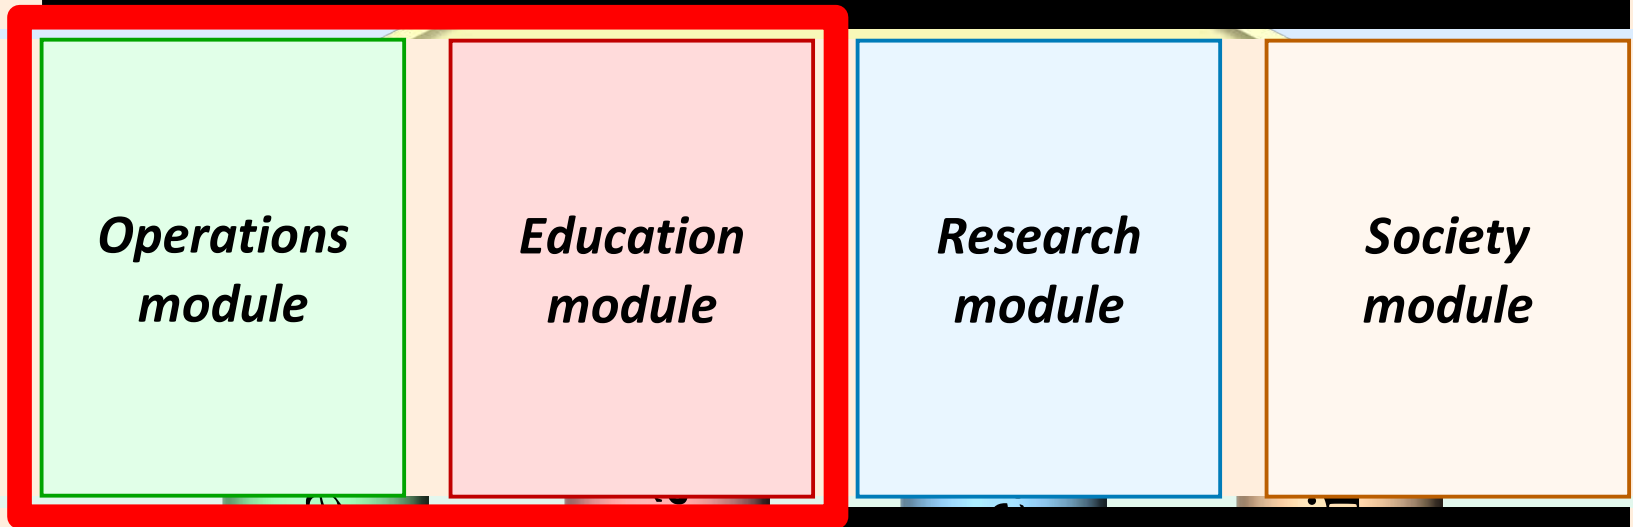 Operations
module
Education
module
Research
module
Society
module